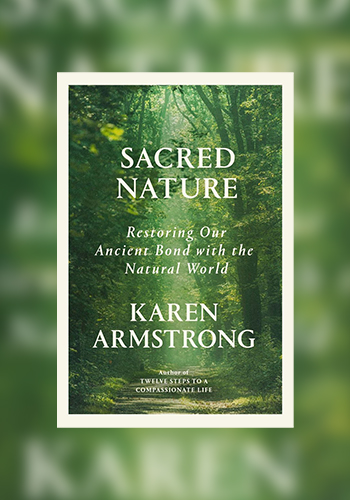 SACRED
NATURE
Restoring Our
Ancient Bond with the
Natural World
KAREN
ARMSTRONG
Author of
TWELVE STEPS TO A
COMPASSIONATE LIFE